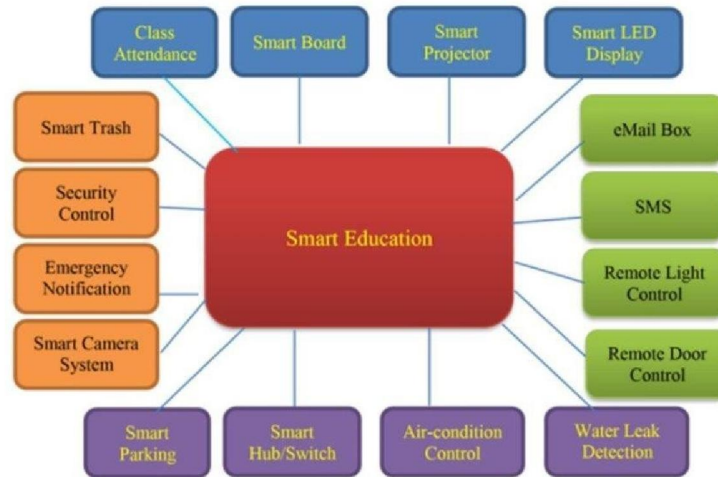 Class
Attendance
Smart Board
Smart
Projector
Smart LED
Display
Smart Trash
Security
Control
Emergency
Notification
Smart Camera
System
Smart Education
eMail Box
SMS
Remote Light
Control
Remote Door
Control
Smart
Parking
Smart
Hub/Switch
Air-condition
Control
Water Leak
Detection